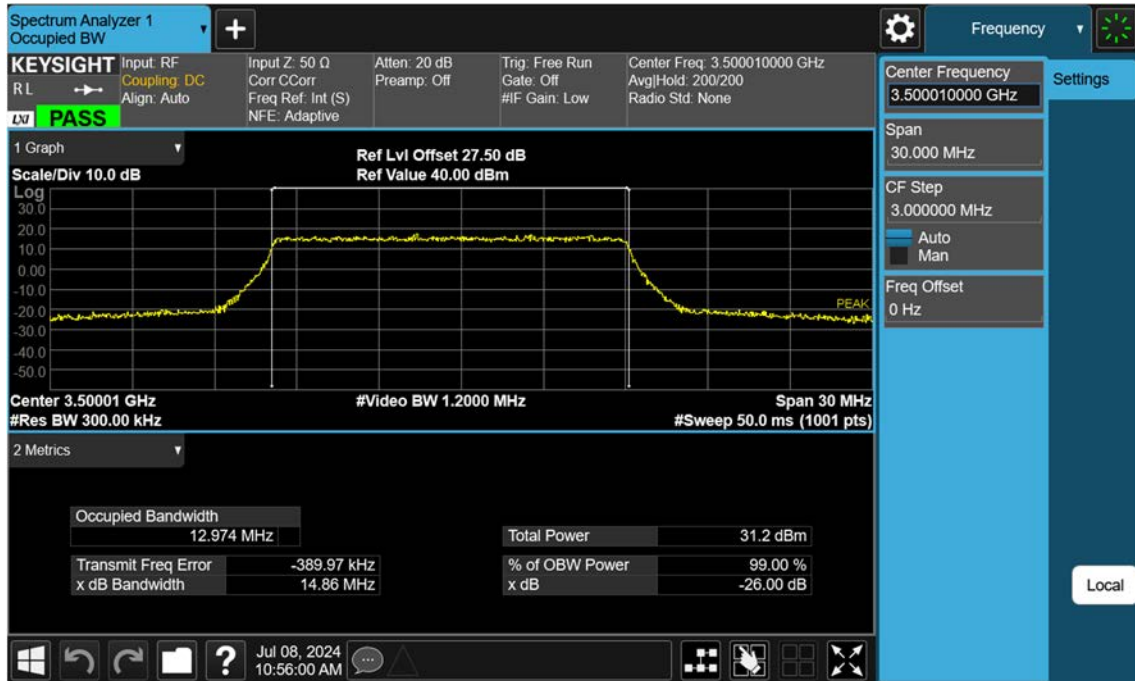 Spectrum Analyzer 1
Occupied BW
+
Frequency
KEYSIGHT
RL
LXI PASS
Input: RF
Coupling: DC
Align: Auto
Input Z: 50 Ω
Corr CCorr
Freq Ref: Int (S)
NFE: Adaptive
Atten: 20 dB
Preamp: Off
Trig: Free Run
Gate: Off
#IF Gain: Low
Center Freq: 3.500010000 GHz
Avg|Hold: 200/200
Radio Std: None
Center Frequency
3.500010000 GHz
Settings
Span
30.000 MHz
CF Step
3.000000 MHz
Auto
Man
Freq Offset
0 Hz
Local
1 Graph
Scale/Div 10.0 dB
Ref Lvl Offset 27.50 dB
Ref Value 40.00 dBm
Log
30.0
20.0
10.0
0.00
-10.0
-20.0
-30.0
-40.0
-50.0
PEAK
Center 3.50001 GHz
#Video BW 1.2000 MHz
Span 30 MHz
#Res BW 300.00 kHz
#Sweep 50.0 ms (1001 pts)
2 Metrics
Occupied Bandwidth
12.974 MHz
Total Power 31.2 dBm
Transmit Freq Error -389.97 kHz
% of OBW Power 99.00 %
x dB Bandwidth 14.86 MHz
x dB -26.00 dB
?
Jul 08, 2024
10:56:00 AM